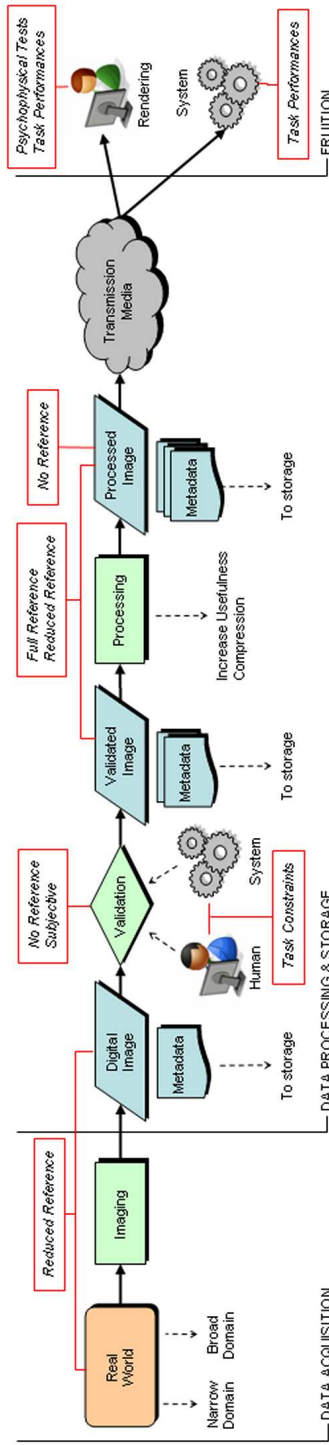 Reduced Reference
No Reference
Subjective
Full Reference
Reduced Reference
No Reference
Psychophysical Tests
Task Performances
Real
World
Imaging
Digital
Image
Validation
Validated
Image
Processing
Processed
Image
Transmission
Media
Rendering
System
Narrow
Domain
Broad
Domain
Metadata
To storage
Human
System
Task Constraints
Metadata
To storage
Increase Usefulness
Compression
Metadata
To storage
Task Performances
DATA ACQUISITION
DATA PROCESSING & STORAGE
FRUITION